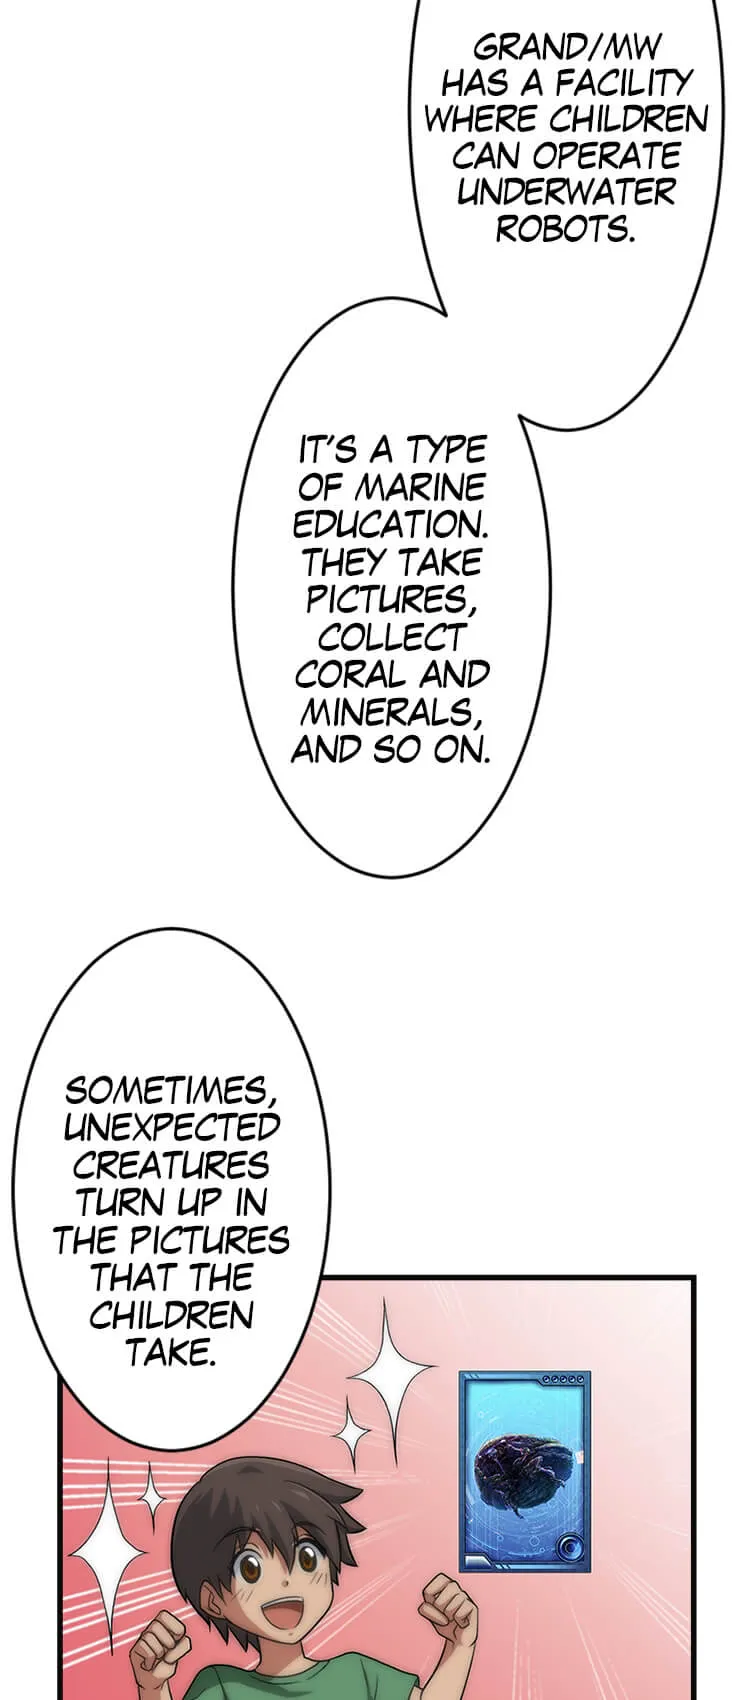 GRAND/MW
HAS A FACILITY
WHERE CHILDREN
CAN OPERATE
UNDERWATER
ROBOTS.
IT'S A TYPE
OF MARINE
EDUCATION.
THEY TAKE
PICTURES,
COLLECT
CORAL AND
MINERALS,
AND SO ON.
SOMETIMES,
UNEXPECTED
CREATURES
TURN UP IN
THE PICTURES
THAT THE
CHILDREN
TAKE.